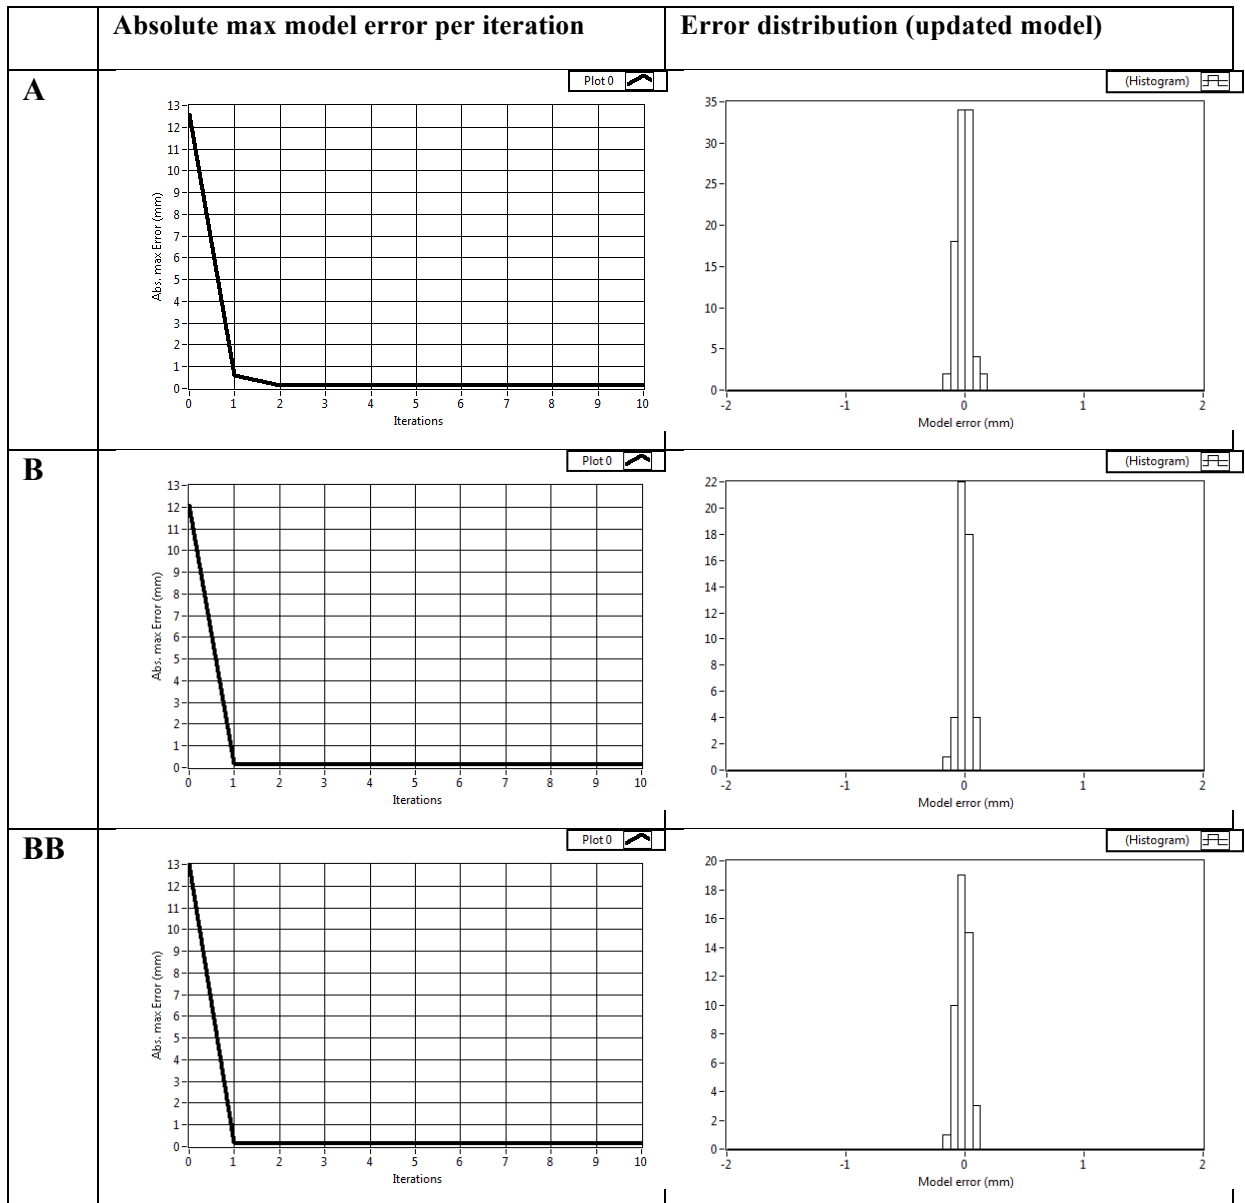 Absolute max model error per iteration
Error distribution (updated model)
A
Plot 0
13
12
11
10
9
8
7
6
5
4
3
2
1
0
Abs. max Error (mm)
0 1 2 3 4 5 6 7 8 9 10
Iterations
(Histogram)
35
30
25
20
15
10
5
0
-2 -1 0 1 2
Model error (mm)
B
Plot 0
13
12
11
10
9
8
7
6
5
4
3
2
1
0
Abs. max Error (mm)
0 1 2 3 4 5 6 7 8 9 10
Iterations
(Histogram)
22
20
18
16
14
12
10
8
6
4
2
0
-2 -1 0 1 2
Model error (mm)
BB
Plot 0
13
12
11
10
9
8
7
6
5
4
3
2
1
0
Abs. max Error (mm)
0 1 2 3 4 5 6 7 8 9 10
Iterations
(Histogram)
20
18
16
14
12
10
8
6
4
2
0
-2 -1 0 1 2
Model error (mm)